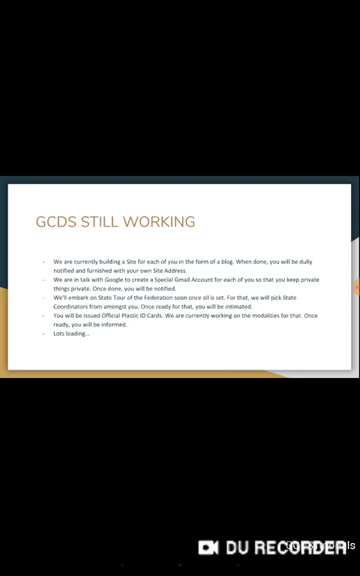 GCDS STILL WORKING
- We are currently building a Site for each of you in the form of a blog. When done, you will be dully
notified and furnished with your own Site Address.
- We are in talk with Google to create a Special Gmail Account for each of you so that you keep private
things private. Once done, you will be notified.
- We'll embark on State Tour of the Federation soon once all is set. For that, we will pick State
Coordinators from amongst you. Once ready for that, you will be intimated.
- You will be issued Official Plastic ID Cards. We are currently working on the modalities for that. Once
ready, you will be informed.
- Lots loading...
DU RECORDER